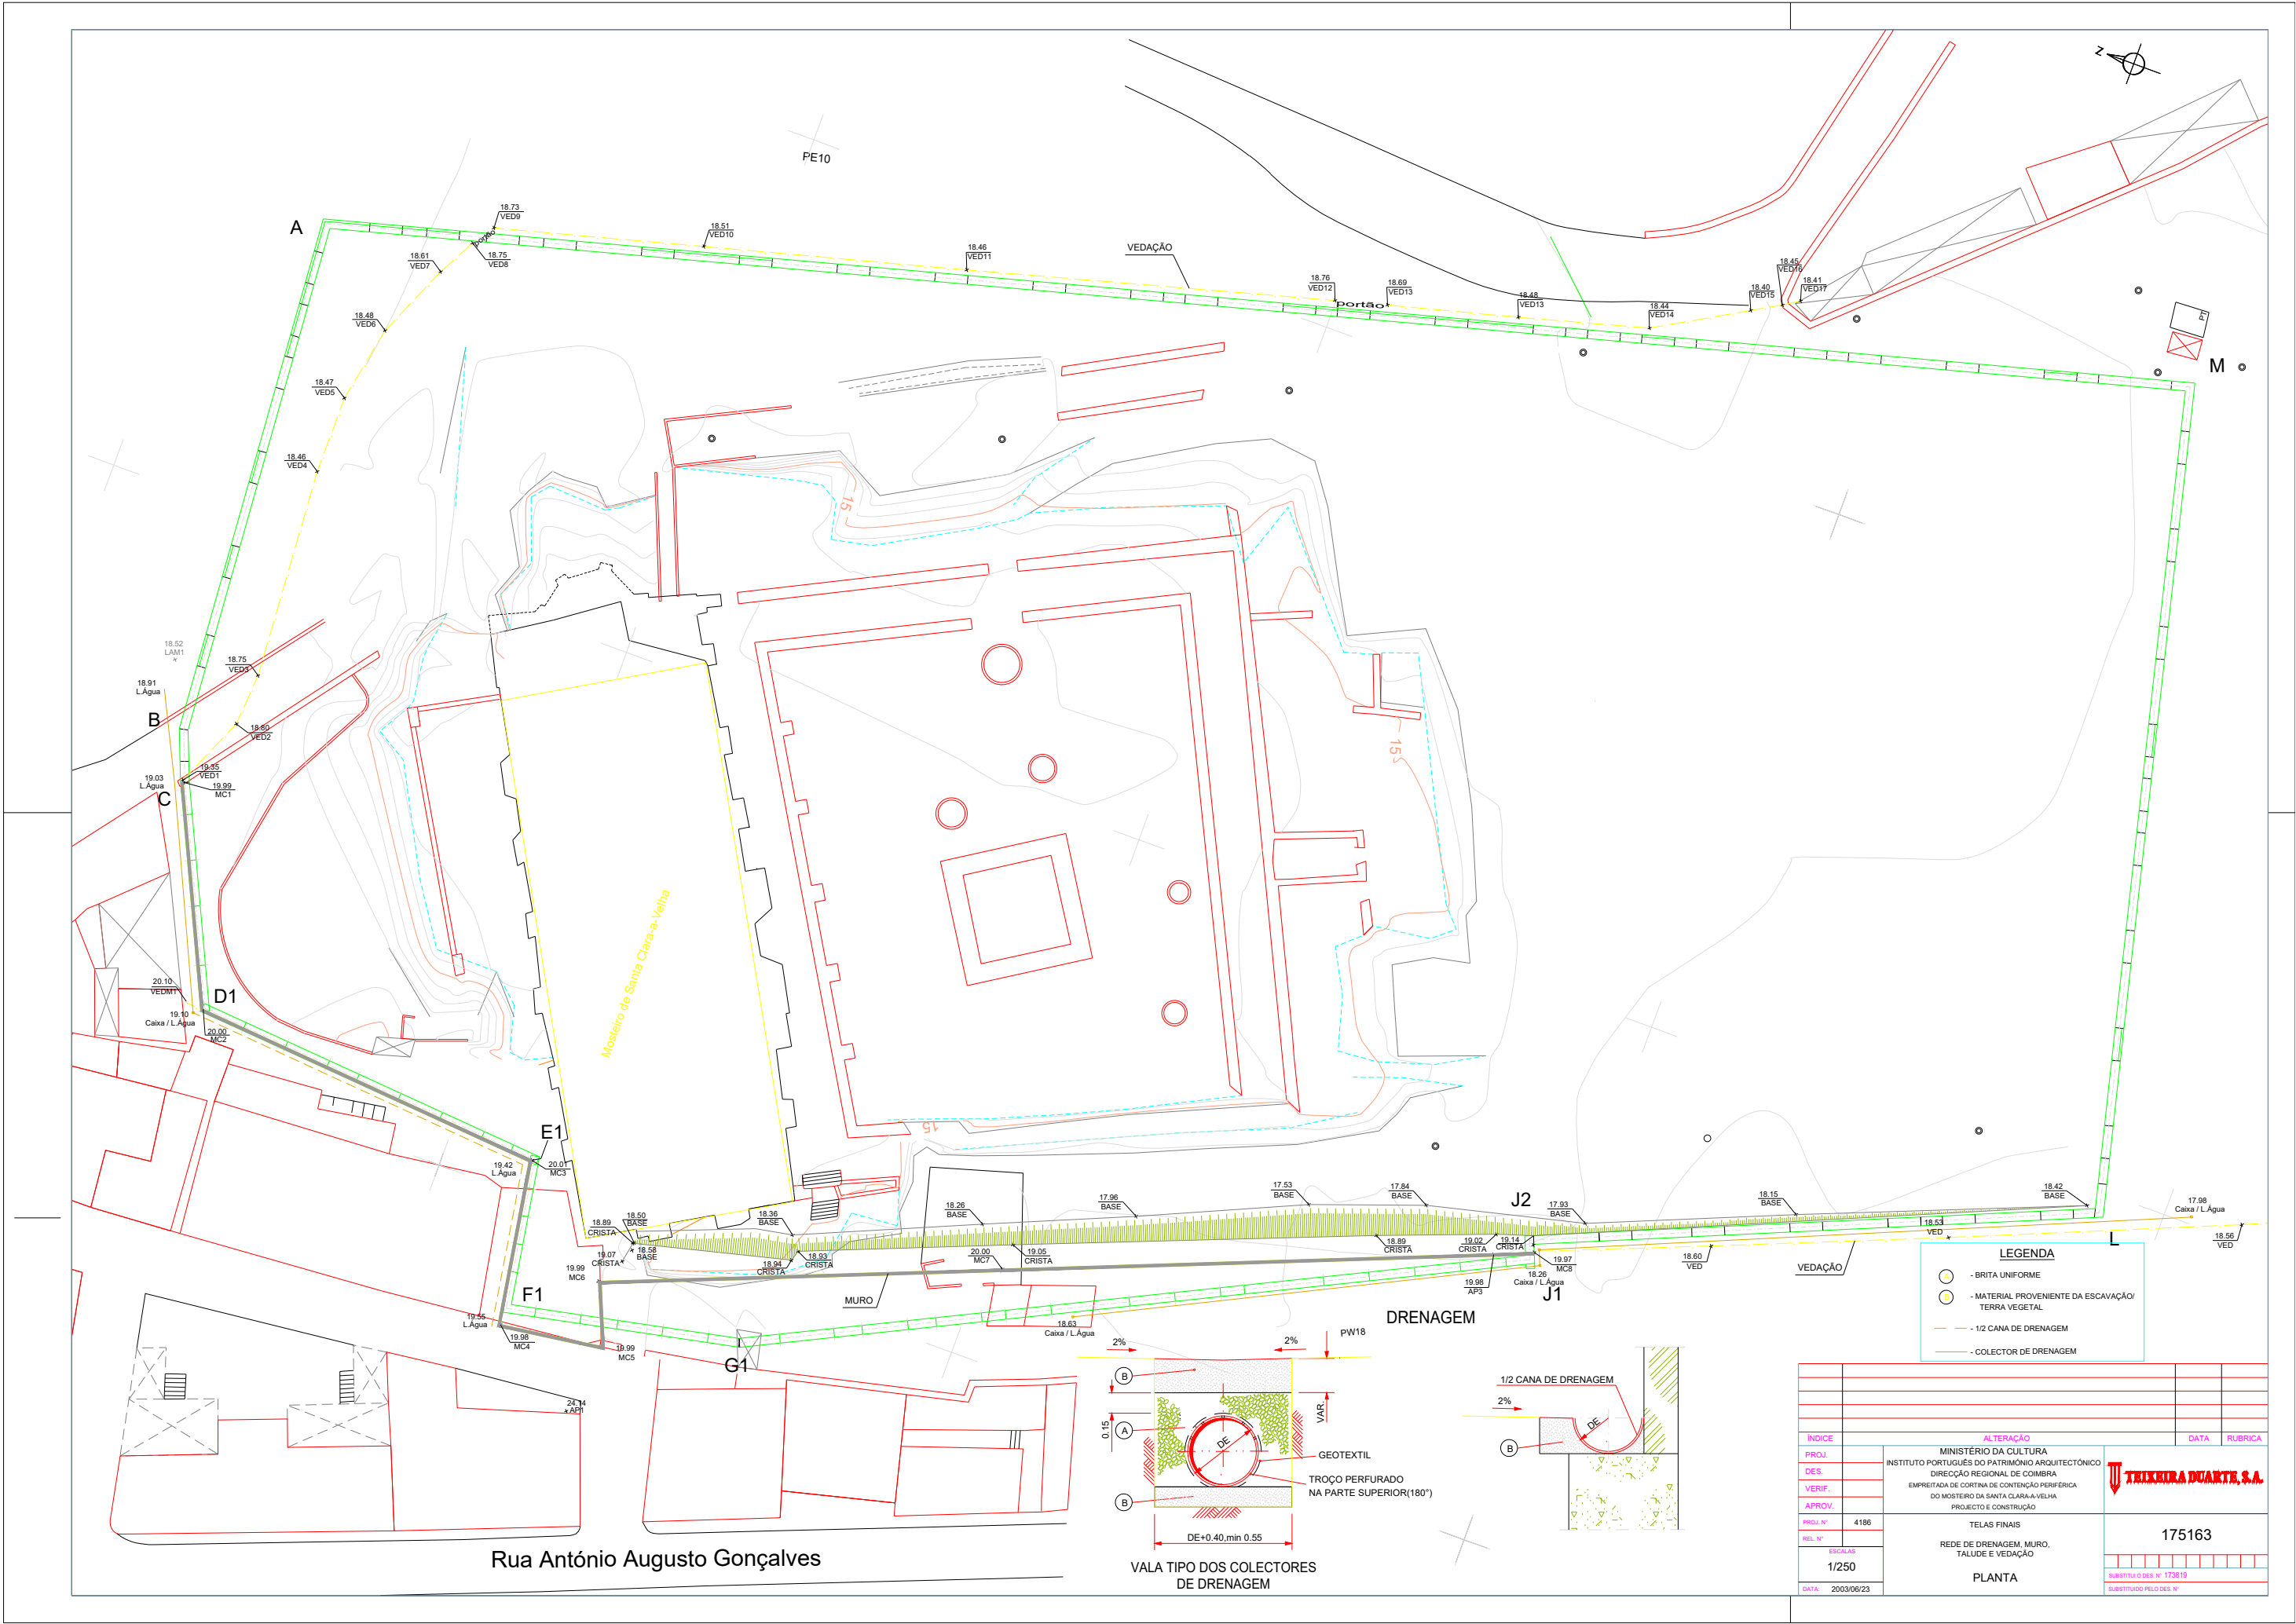 Z
PE10
A
18.73
VED9
portão
18.75
VED8
18.61
VED7
18.51
VED10
18.46
VED11
VEDAÇÃO
18.76
VED12
portão
18.69
VED13
18.48
VED13
18.44
VED14
18.40
VED15
18.45
VED16
18.41
VED17
PT
M
18.48
VED6
18.47
VED5
18.46
VED4
15
18.52
LAM1
18.75
VED3
18.91
L.Água
B
18.80
VED2
19.35
VED1
19.03
L.Água
19.99
MC1
C
15
Mosteiro de Santa Clara-a-Velha
20.10
VEDM1
D1
19.10
Caixa / L.Água
20.00
MC2
15
E1
19.42
L.Água
20.01
MC3
18.89
CRISTA
18.50
BASE
18.36
BASE
18.26
BASE
17.96
BASE
17.53
BASE
17.84
BASE
J2
17.93
BASE
18.15
BASE
18.42
BASE
17.98
Caixa / L.Água
19.07
CRISTA
18.58
BASE
18.94
CRISTA
18.93
CRISTA
20.00
MC7
19.05
CRISTA
18.89
CRISTA
19.02
CRISTA
19.14
CRISTA
18.53
VED
18.56
VED
L
19.99
MC6
19.97
MC8
18.60
VED
VEDAÇÃO
19.98
AP3
18.26
Caixa / L.Água
J1
F1
MURO
19.55
L.Água
19.98
MC4
19.99
MC5
G1
18.63
Caixa / L.Água
DRENAGEM
24.14
AP1
Rua António Augusto Gonçalves
2%
2%
PW18
B
0.15
A
DE
VAR.
GEOTEXTIL
TROÇO PERFURADO
NA PARTE SUPERIOR(180°)
B
DE+0.40,min 0.55
VALA TIPO DOS COLECTORES
DE DRENAGEM
1/2 CANA DE DRENAGEM
2%
DE
B
LEGENDA
- BRITA UNIFORME
- MATERIAL PROVENIENTE DA ESCAVAÇÃO/
TERRA VEGETAL
- 1/2 CANA DE DRENAGEM
- COLECTOR DE DRENAGEM
ÍNDICE ALTERAÇÃO DATA RUBRICA
PROJ.
DES.
VERIF.
APROV.
MINISTÉRIO DA CULTURA
INSTITUTO PORTUGUÊS DO PATRIMÓNIO ARQUITECTÓNICO
DIRECÇÃO REGIONAL DE COIMBRA
EMPREITADA DE CORTINA DE CONTENÇÃO PERIFÉRICA
DO MOSTEIRO DA SANTA CLARA-A-VELHA
PROJECTO E CONSTRUÇÃO
TEIXEIRA DUARTE, S.A.
PROJ. N° 4186
REL. N°
ESCALAS
1/250
DATA: 2003/06/23
TELAS FINAIS
REDE DE DRENAGEM, MURO,
TALUDE E VEDAÇÃO
PLANTA
175163
SUBSTITUI O DES. N° 173819
SUBSTITUIDO PELO DES. N°